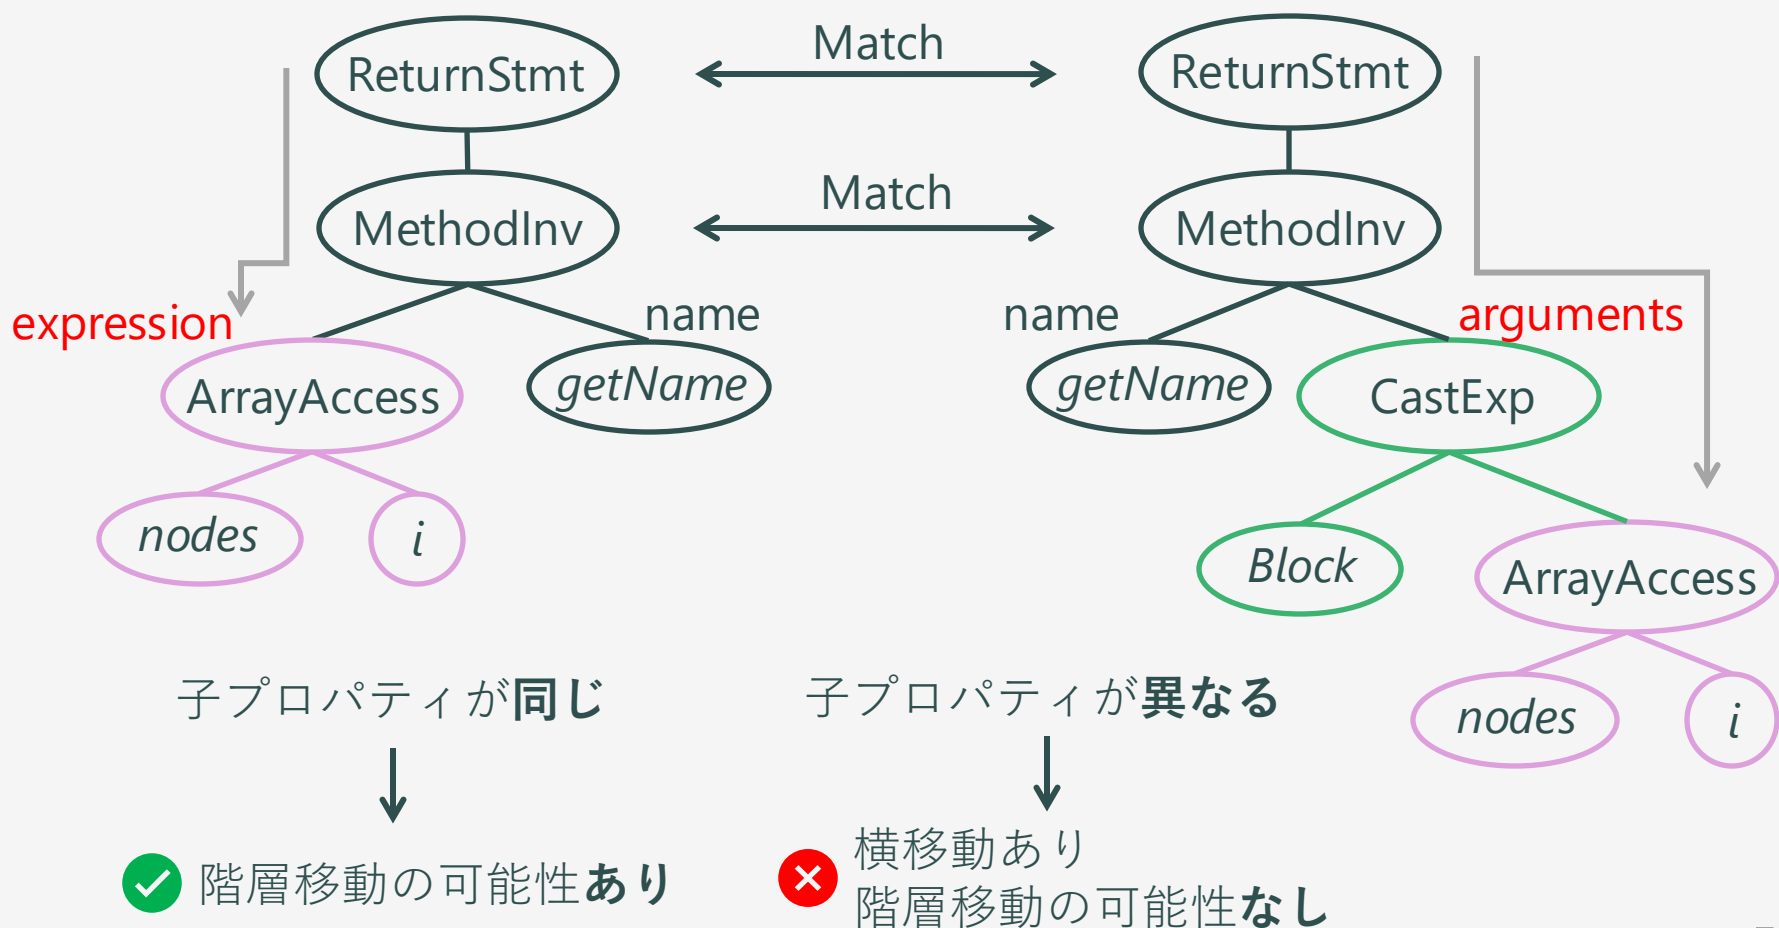 ReturnStmt
Match
ReturnStmt
MethodInv
Match
MethodInv
expression
name
name
arguments
ArrayAccess
getName
getName
CastExp
nodes
i
Block
ArrayAccess
nodes
i
子プロパティが同じ
子プロパティが異なる
階層移動の可能性あり
横移動あり
階層移動の可能性なし